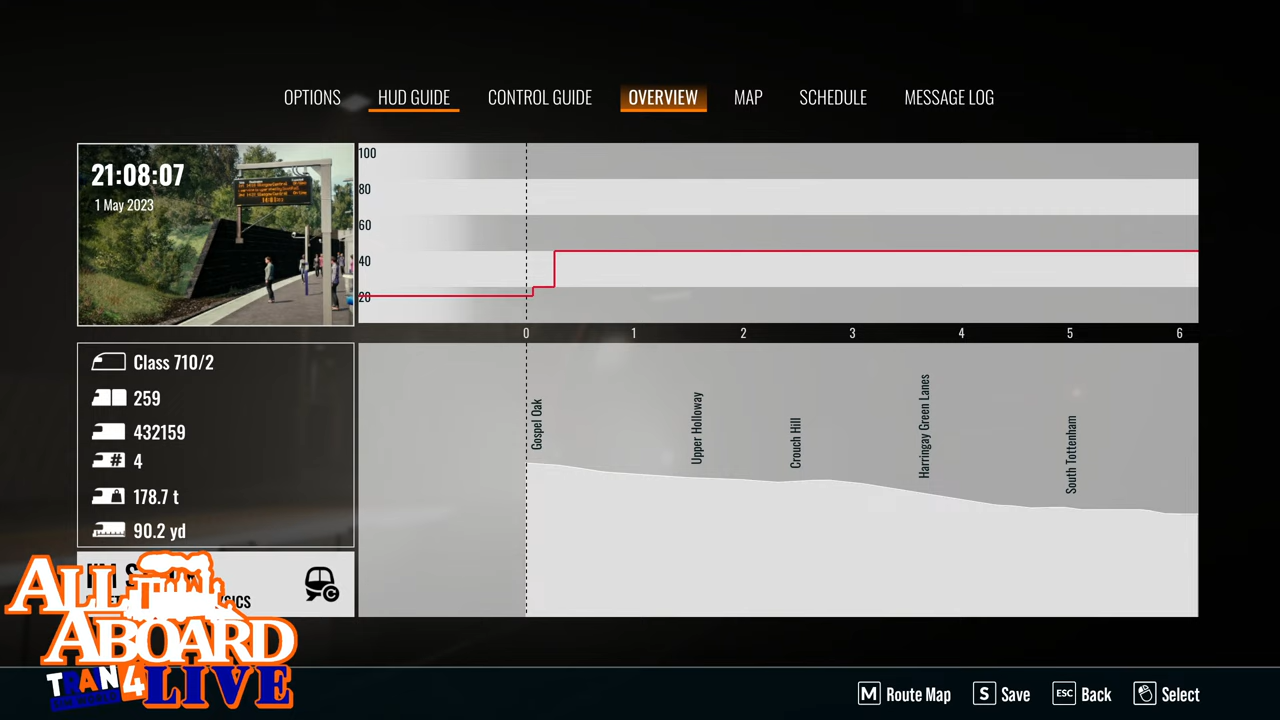 OPTIONS
HUD GUIDE
CONTROL GUIDE
OVERVIEW
MAP
SCHEDULE
MESSAGE LOG
21:08:07
1 May 2023
100
80
60
40
20
0
1
2
3
4
5
6
Class 710/2
259
432159
# 4
178.7 t
90.2 yd
Gospel Oak
Upper Holloway
Crouch Hill
Harringay Green Lanes
South Tottenham
ALL
ABOARD
LIVE
M Route Map
S Save
ESC Back
Select